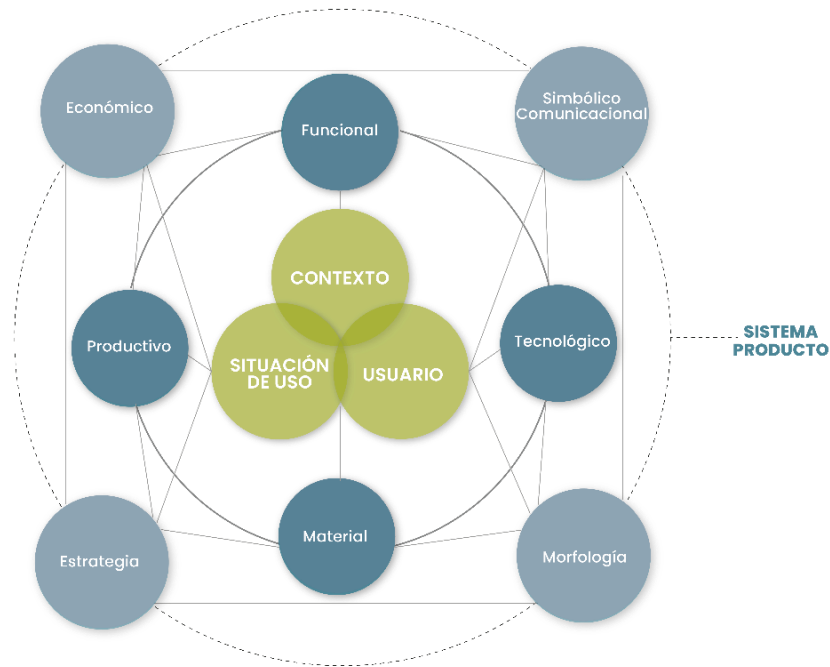 Económico
Simbólico
Comunicacional
Funcional
CONTEXTO
Productivo
SITUACIÓN
DE USO
USUARIO
Tecnológico
SISTEMA
PRODUCTO
Estrategia
Material
Morfología